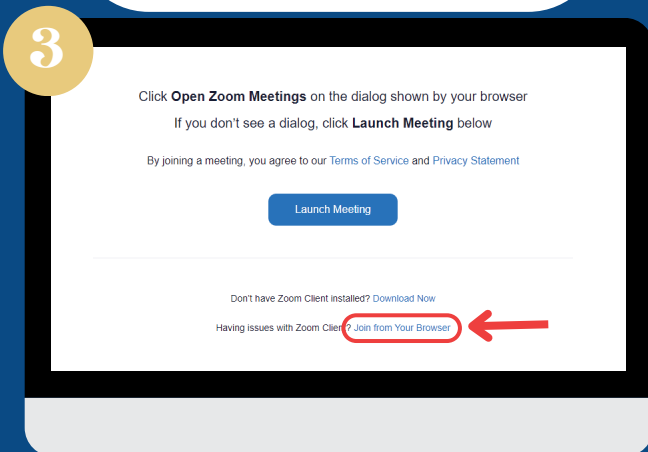 3
Click Open Zoom Meetings on the dialog shown by your browser
If you don't see a dialog, click Launch Meeting below
By joining a meeting, you agree to our Terms of Service and Privacy Statement
Launch Meeting
Don't have Zoom Client installed? Download Now
Having issues with Zoom Client? Join from Your Browser